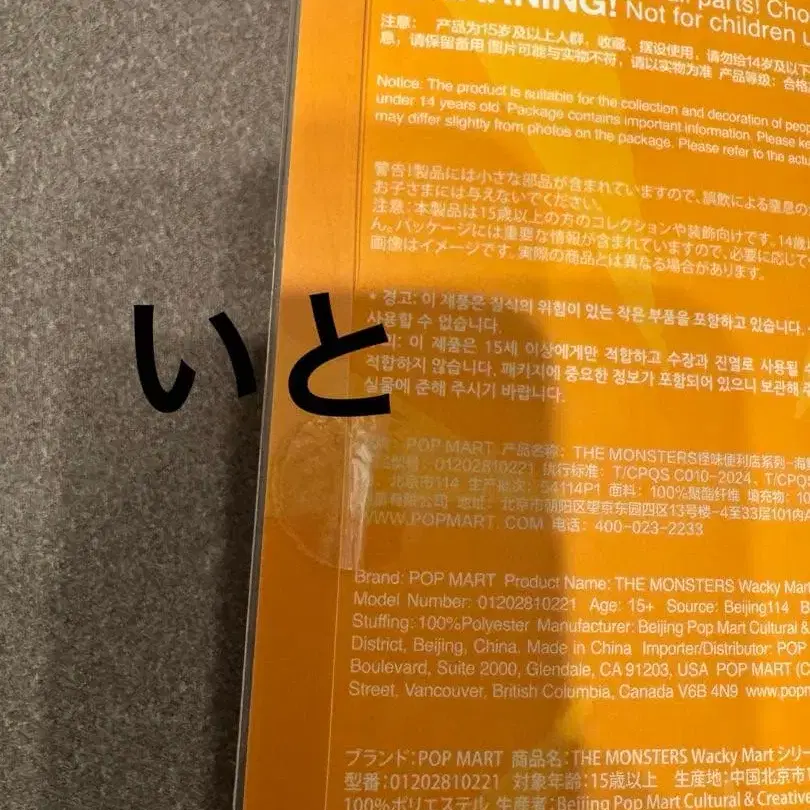 WARNING!
parts! Cho
Not for children u
注意： 产品为15岁及以上人群，收藏、摆设使用，请勿给14岁及以下
息，请保留备用 图片可能与实物不符，请以实物为准 产品等级：合格
Notice: The product is suitable for the collection and decoration of peop
under 14 years old. Package contains important information. Please ke
may differ slightly from photos on the package. Please refer to the actu
警告！製品には小さな部品が含まれていますので、誤飲による窒息の
お子さまには与えないでください。
注意：本製品は15歳以上の方のコレクションや装飾向けです。14歳
ん。パッケージには重要な情報が含まれていますので、必要に応じて
画像はイメージです。実際の商品とは異なる場合があります。
* 경고: 이 제품은 질식의 위험이 있는 작은 부품을 포함하고 있습니다.
사용할 수 없습니다.
이 제품은 15세 이상에게만 적합하고 수장과 진열로 사용될 수
적합하지 않습니다. 패키지에 중요한 정보가 포함되어 있으니 보관해
실물에 준해 주시기 바랍니다.
いと
POP MART 产品名称： THE MONSTERS怪味便利店系列-海
型号：01202810221 执行标准：T/CPQS C010-2024、T/CPQS
北京市114 生产批次：S4114P1 面料：100%聚酯纤维 填充物：10
有限公司 地址：北京市朝阳区望京东园四区13号楼-4至33层101内
WWW.POPMART.COM 电话：400-023-2233
Brand: POP MART Product Name: THE MONSTERS Wacky Mart
Model Number: 01202810221 Age: 15+ Source: Beijing114 B
Stuffing: 100%Polyester Manufacturer: Beijing Pop Mart Cultural &
District, Beijing, China. Made in China Importer/Distributor: POP
Boulevard, Suite 2000, Glendale, CA 91203, USA POP MART (C
Street, Vancouver, British Columbia, Canada V6B 4N9 www.popm
ブランド：POP MART 商品名：THE MONSTERS Wacky Mart シリー
型番：01202810221 対象年齢：15歳以上 生産地：中国北京市
100%ポリエステル 生産者：Beijing Pop Mart Cultural & Creative